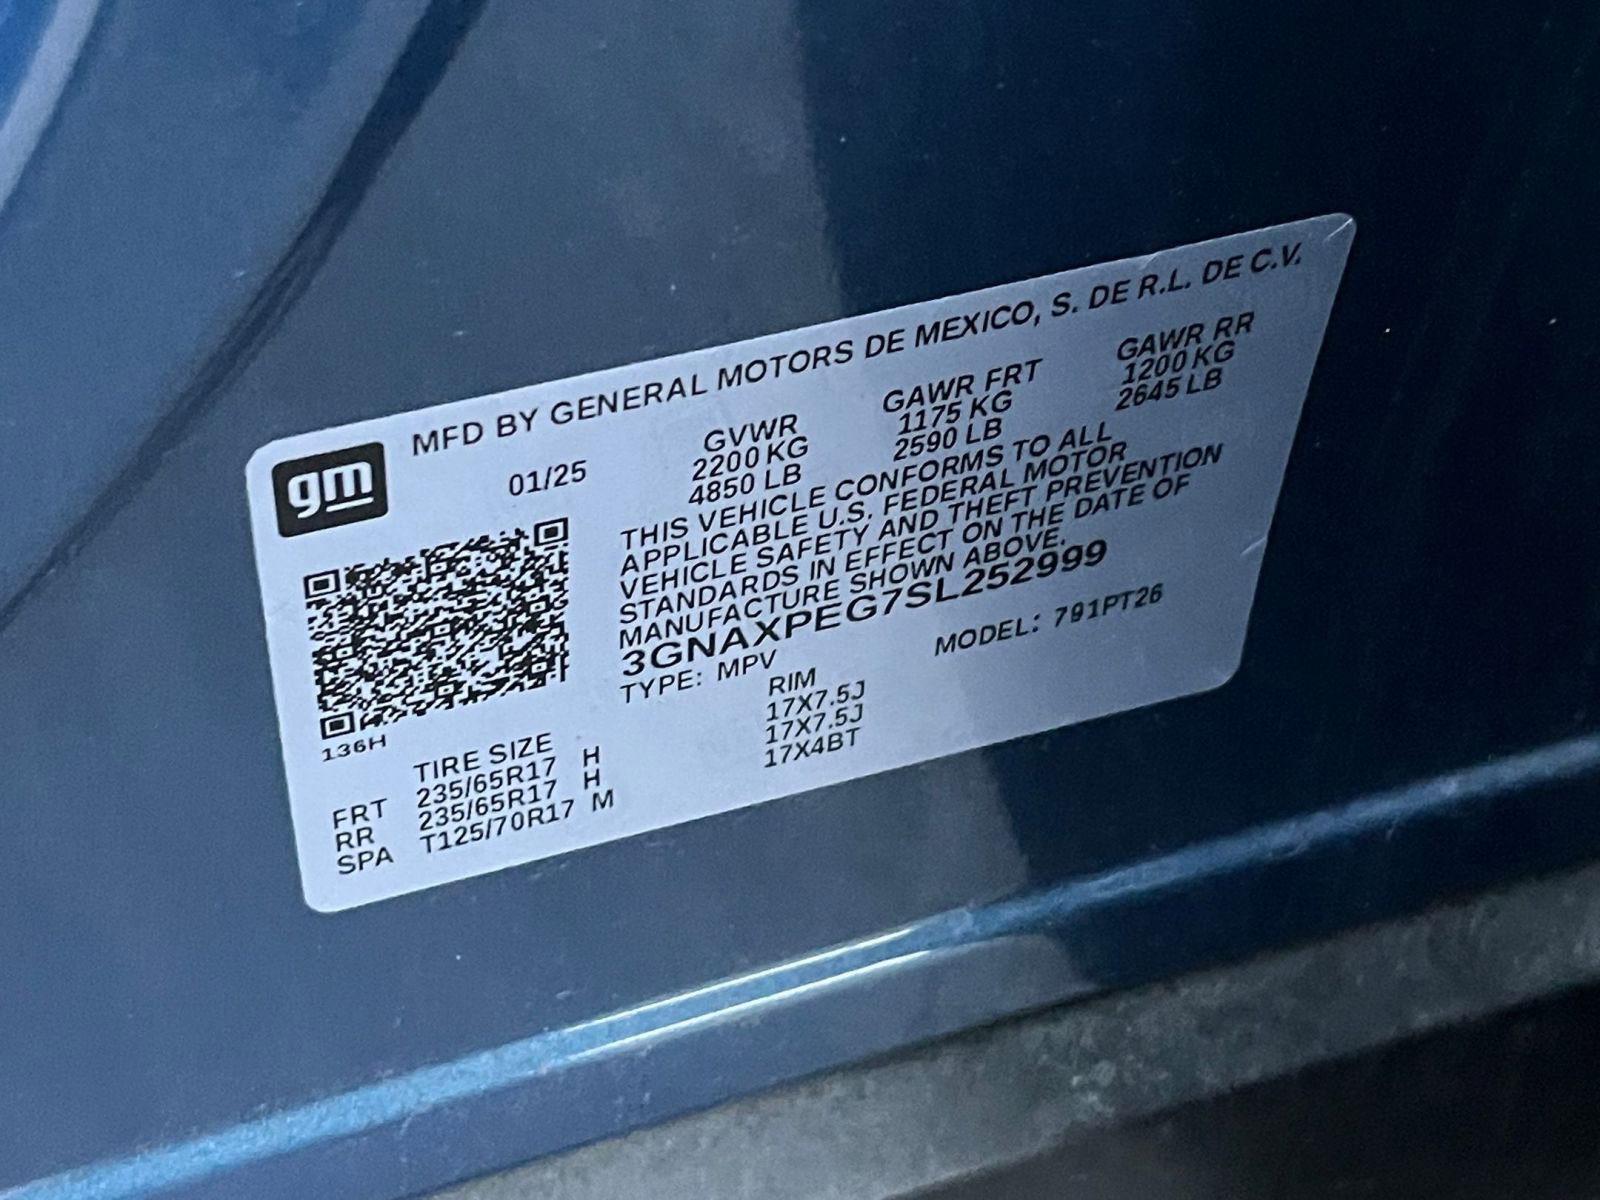 gm
MFD BY GENERAL MOTORS DE MEXICO, S. DE R.L. DE C.V.
01/25
GVWR GAWR FRT GAWR RR
2200 KG 1175 KG 1200 KG
4850 LB 2590 LB 2645 LB
THIS VEHICLE CONFORMS TO ALL
APPLICABLE U.S. FEDERAL MOTOR
VEHICLE SAFETY AND THEFT PREVENTION
STANDARDS IN EFFECT ON THE DATE OF
MANUFACTURE SHOWN ABOVE.
3GNAXPEG7SL252999
TYPE: MPV MODEL: 791PT26
136H
TIRE SIZE RIM
FRT 235/65R17 H 17X7.5J
RR 235/65R17 H 17X7.5J
SPA T125/70R17 M 17X4BT